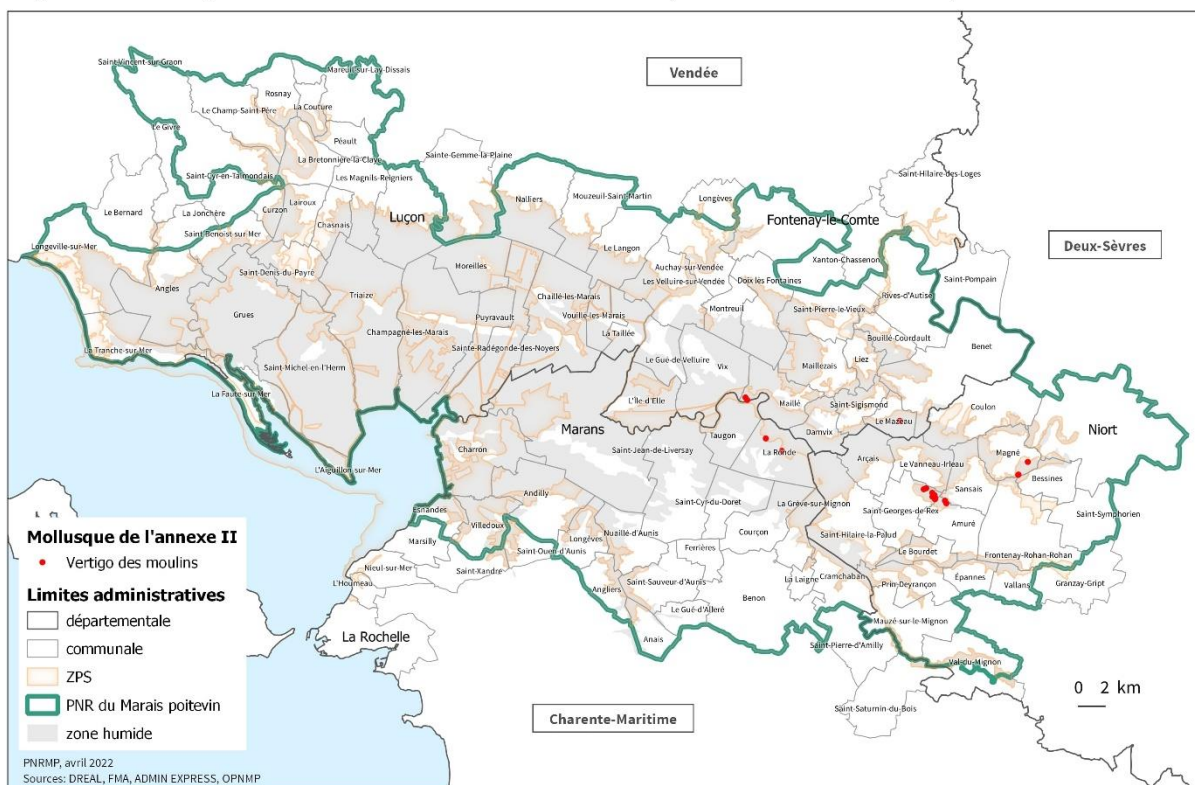 Vendée
Saint-Vincent-sur-Graon
Mareuil-sur-Lay-Dissais
Rosnay
Le Champ-Saint-Père
La Couture
Le Givre
Péault
La Bretonnière-la-Claye
Sainte-Gemme-la-Plaine
Saint-Hilaire-des-Loges
Saint-Cyr-en-Talmondais
Les Magnils-Reigniers
Nalliers
Mouzeuil-Saint-Martin
Longèves
Le Bernard
La Jonchère
Curzon
Lairoux
Luçon
Fontenay-le-Comte
Chasnais
Saint-Benoist-sur-Mer
Longeville-sur-Mer
Le Langon
Xanton-Chassenon
Deux-Sèvres
Saint-Denis-du-Payré
Moreilles
Auchay-sur-Vendée
Les Velluire-sur-Vendée
Doix lès Fontaines
Saint-Pompain
Angles
Triaize
Chaillé-les-Marais
Rives-d'Autise
Grues
Puyravault
Vouillé-les-Marais
Montreuil
Saint-Pierre-le-Vieux
Champagné-les-Marais
La Taillée
Bouillé-Courdault
Sainte-Radégonde-des-Noyers
Benet
La Tranche-sur-Mer
Le Gué-de-Velluire
Vix
Liez
Maillezais
Saint-Michel-en-l'Herm
La Faute-sur-Mer
L'Île-d'Elle
Maillé
Saint-Sigismond
Coulon
Le Mazeau
Marans
Taugon
Damvix
Niort
Saint-Jean-de-Liversay
La Ronde
Magné
Charron
Arçais
Le Vanneau-Irleau
L'Aiguillon-sur-Mer
Bessines
Andilly
Sansais
Saint-Cyr-du-Doret
La Grève-sur-Mignon
Saint-Georges-de-Rex
Saint-Symphorien
Esnandes
Villedoux
Amuré
Courçon
Saint-Hilaire-la-Palud
Marsilly
Longèves
Nuaillé-d'Aunis
Saint-Ouen-d'Aunis
Ferrières
Le Bourdet
Frontenay-Rohan-Rohan
Nieul-sur-Mer
Saint-Xandre
L'Houmeau
Angliers
Saint-Sauveur-d'Aunis
La Laigne
Cramchaban
Prin-Deyrançon
Épannes
Vallans
Granzay-Gript
Benon
Le Gué-d'Alleré
La Rochelle
Anais
Mauzé-sur-le-Mignon
Saint-Pierre-d'Amilly
Val-du-Mignon
Saint-Saturnin-du-Bois
Charente-Maritime
0 2 km
Mollusque de l'annexe II
Vertigo des moulins
Limites administratives
départementale
communale
ZPS
PNR du Marais poitevin
zone humide
PNRMP, avril 2022
Sources: DREAL, FMA, ADMIN EXPRESS, OPNMP